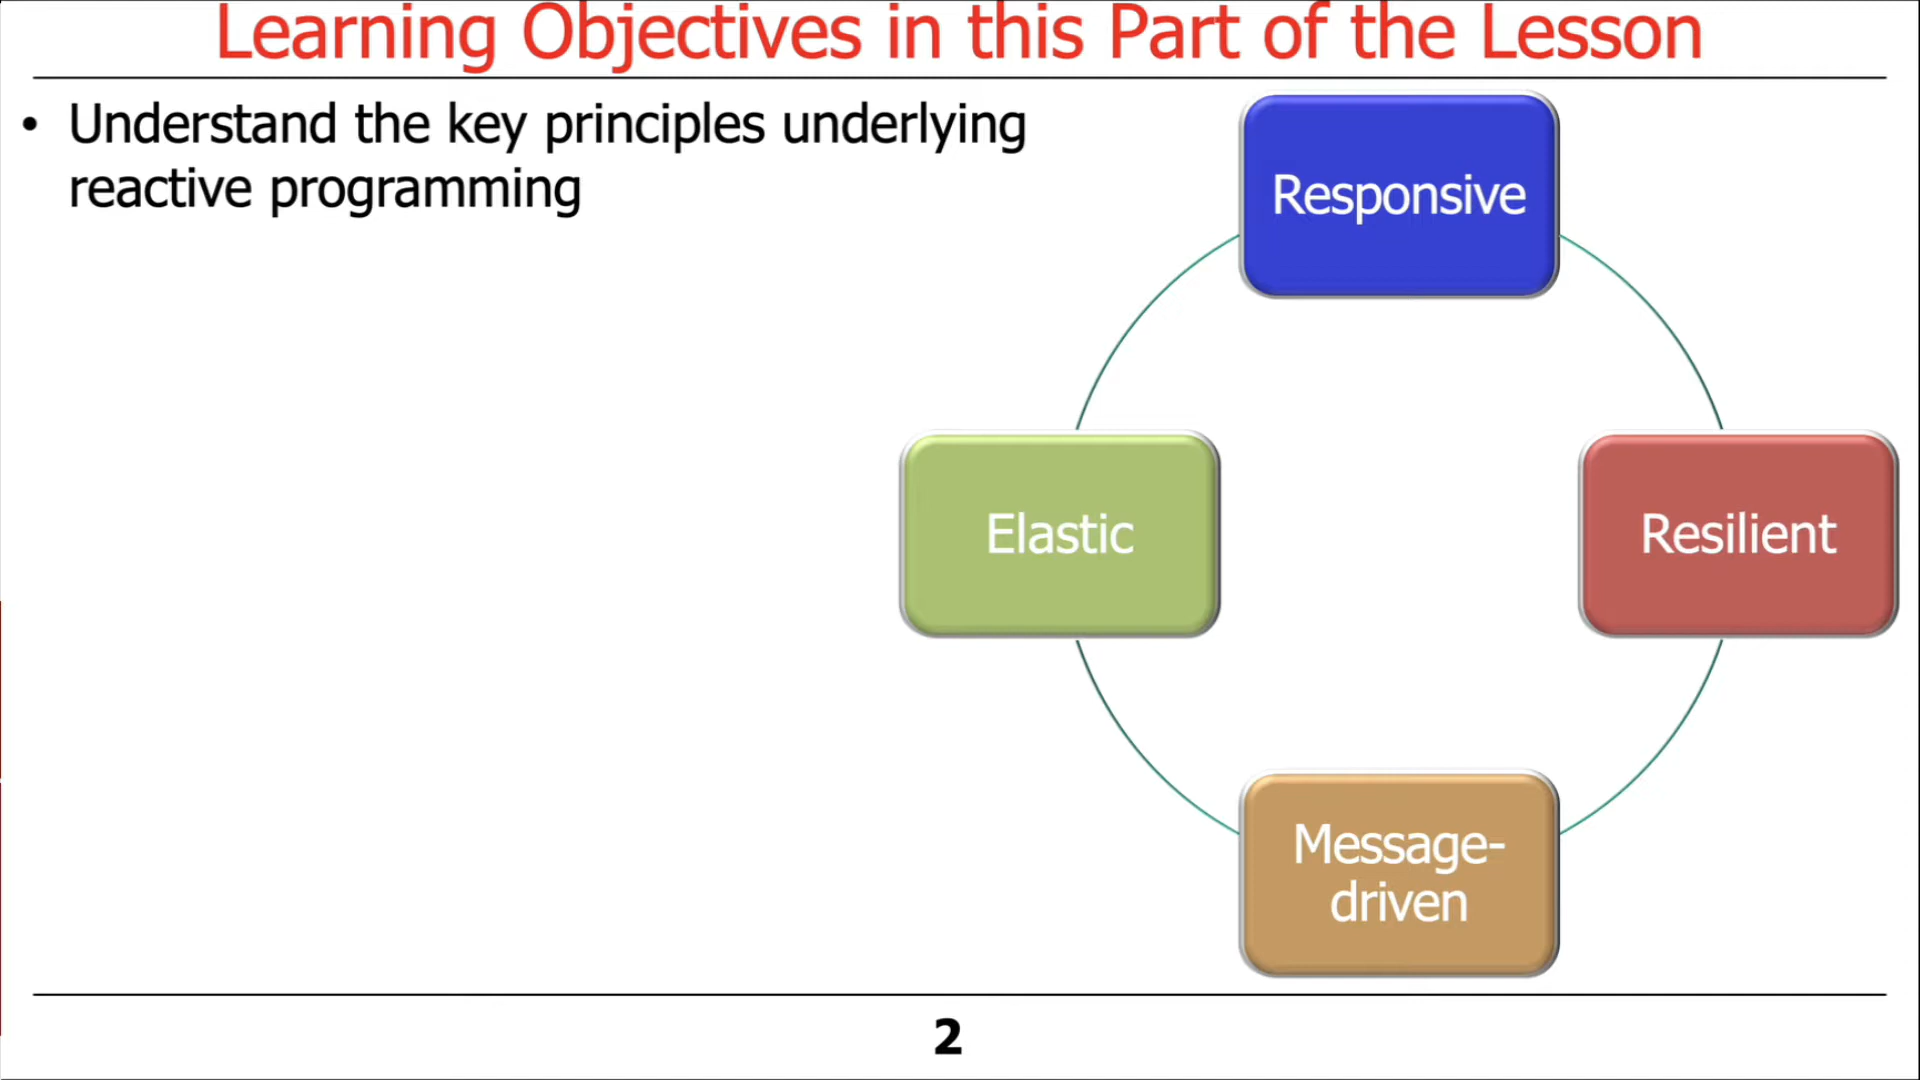 Learning Objectives in this Part of the Lesson
• Understand the key principles underlying
reactive programming
Responsive
Elastic
Resilient
Message-
driven
2